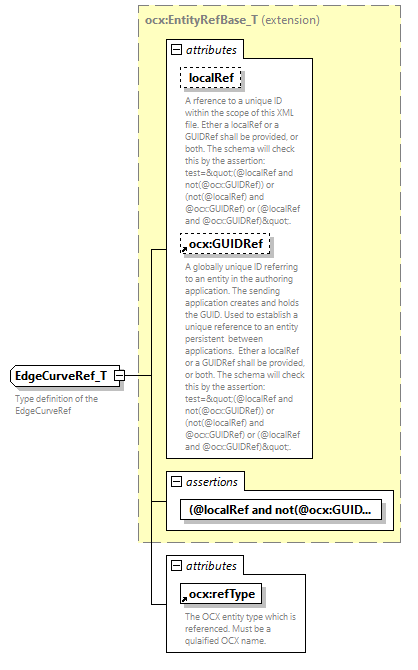 ocx:EntityRefBase_T (extension)
attributes
localRef
A rference to a unique ID
within the scope of this XML
file. Ether a localRef or a
GUIDRef shall be provided, or
both. The schema will check
this by the assertion:
test=&quot;(@localRef and
not(@ocx:GUIDRef)) or
(not(@localRef) and
@ocx:GUIDRef) or (@localRef
and @ocx:GUIDRef)&quot;.
ocx:GUIDRef
A globally unique ID referring
to an entity in the authoring
application. The sending
application creates and holds
the GUID. Used to establish a
unique reference to an entity
persistent between
applications. Ether a localRef
or a GUIDRef shall be provided,
or both. The schema will check
this by the assertion:
test=&quot;(@localRef and
not(@ocx:GUIDRef)) or
(not(@localRef) and
@ocx:GUIDRef) or (@localRef
and @ocx:GUIDRef)&quot;.
EdgeCurveRef_T
Type definition of the
EdgeCurveRef
assertions
(@localRef and not(@ocx:GUID...
attributes
ocx:refType
The OCX entity type which is
referenced. Must be a
qulaified OCX name.